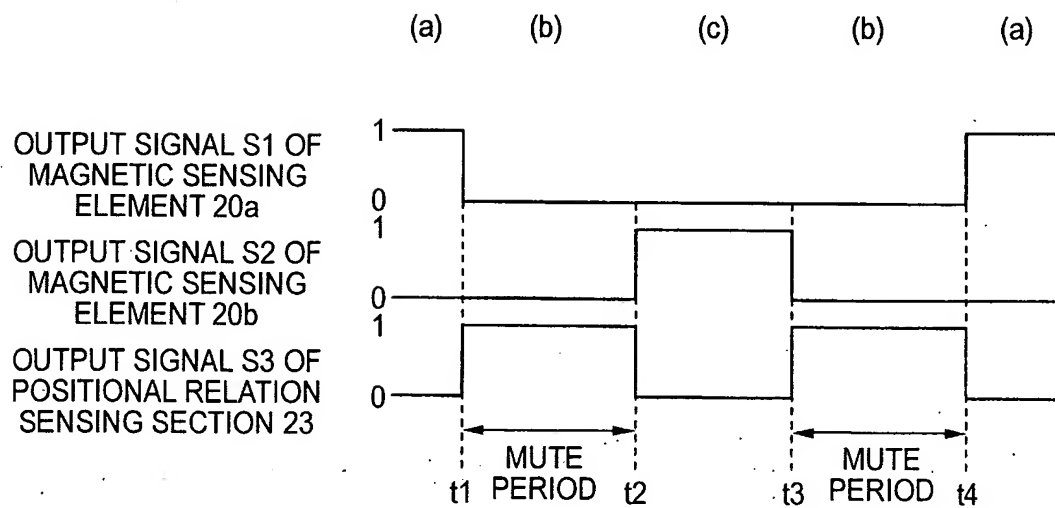 (a) (b) (c) (b) (a)
OUTPUT SIGNAL S1 OF
MAGNETIC SENSING
ELEMENT 20a
1
0
OUTPUT SIGNAL S2 OF
MAGNETIC SENSING
ELEMENT 20b
1
0
OUTPUT SIGNAL S3 OF
POSITIONAL RELATION
SENSING SECTION 23
1
0
MUTE
PERIOD
MUTE
PERIOD
t1 t2 t3 t4